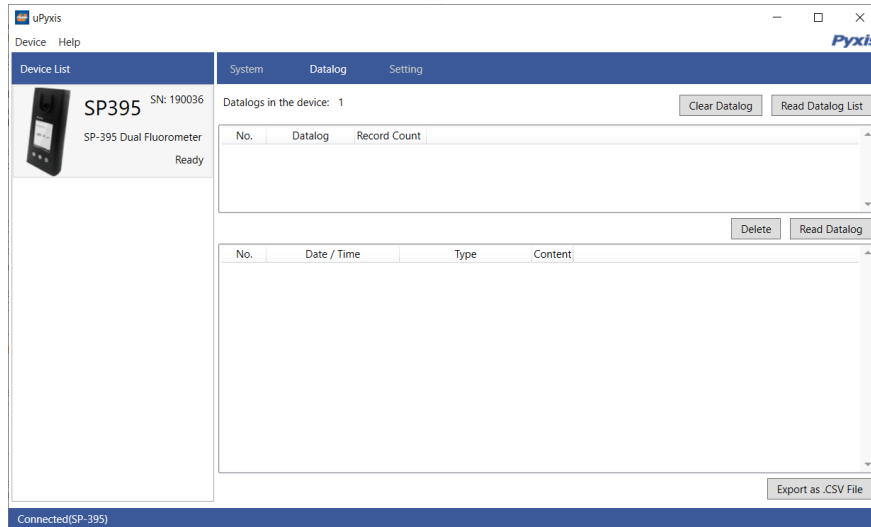 uPyxis
Device Help
Pyxis
Device List
System Datalog Setting
SP395 SN: 190036
SP-395 Dual Fluorometer
Ready
Datalogs in the device: 1
Clear Datalog Read Datalog List
No. Datalog Record Count
Delete Read Datalog
No. Date / Time Type Content
Export as .CSV File
Connected(SP-395)